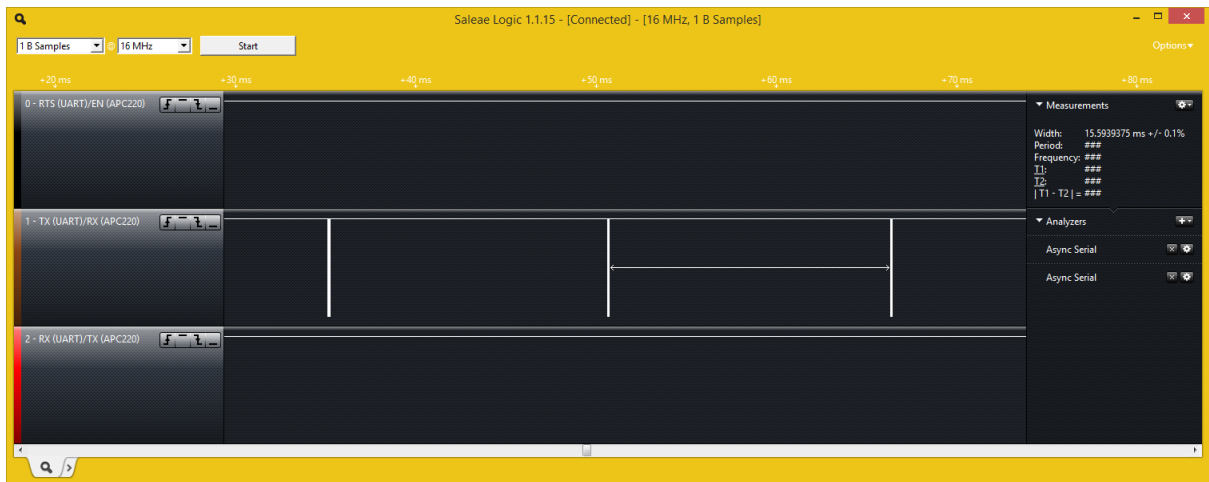 Saleae Logic 1.1.15 - [Connected] - [16 MHz, 1 B Samples]
1 B Samples @ 16 MHz Start Options
+20 ms +30 ms +40 ms +50 ms +60 ms +70 ms +80 ms
0 - RTS (UART)/EN (APC220)
Measurements
Width: 15.5939375 ms +/- 0.1%
Period: ###
Frequency: ###
T1: ###
T2: ###
| T1 - T2 | = ###
1 - TX (UART)/RX (APC220)
Analyzers
Async Serial
Async Serial
2 - RX (UART)/TX (APC220)